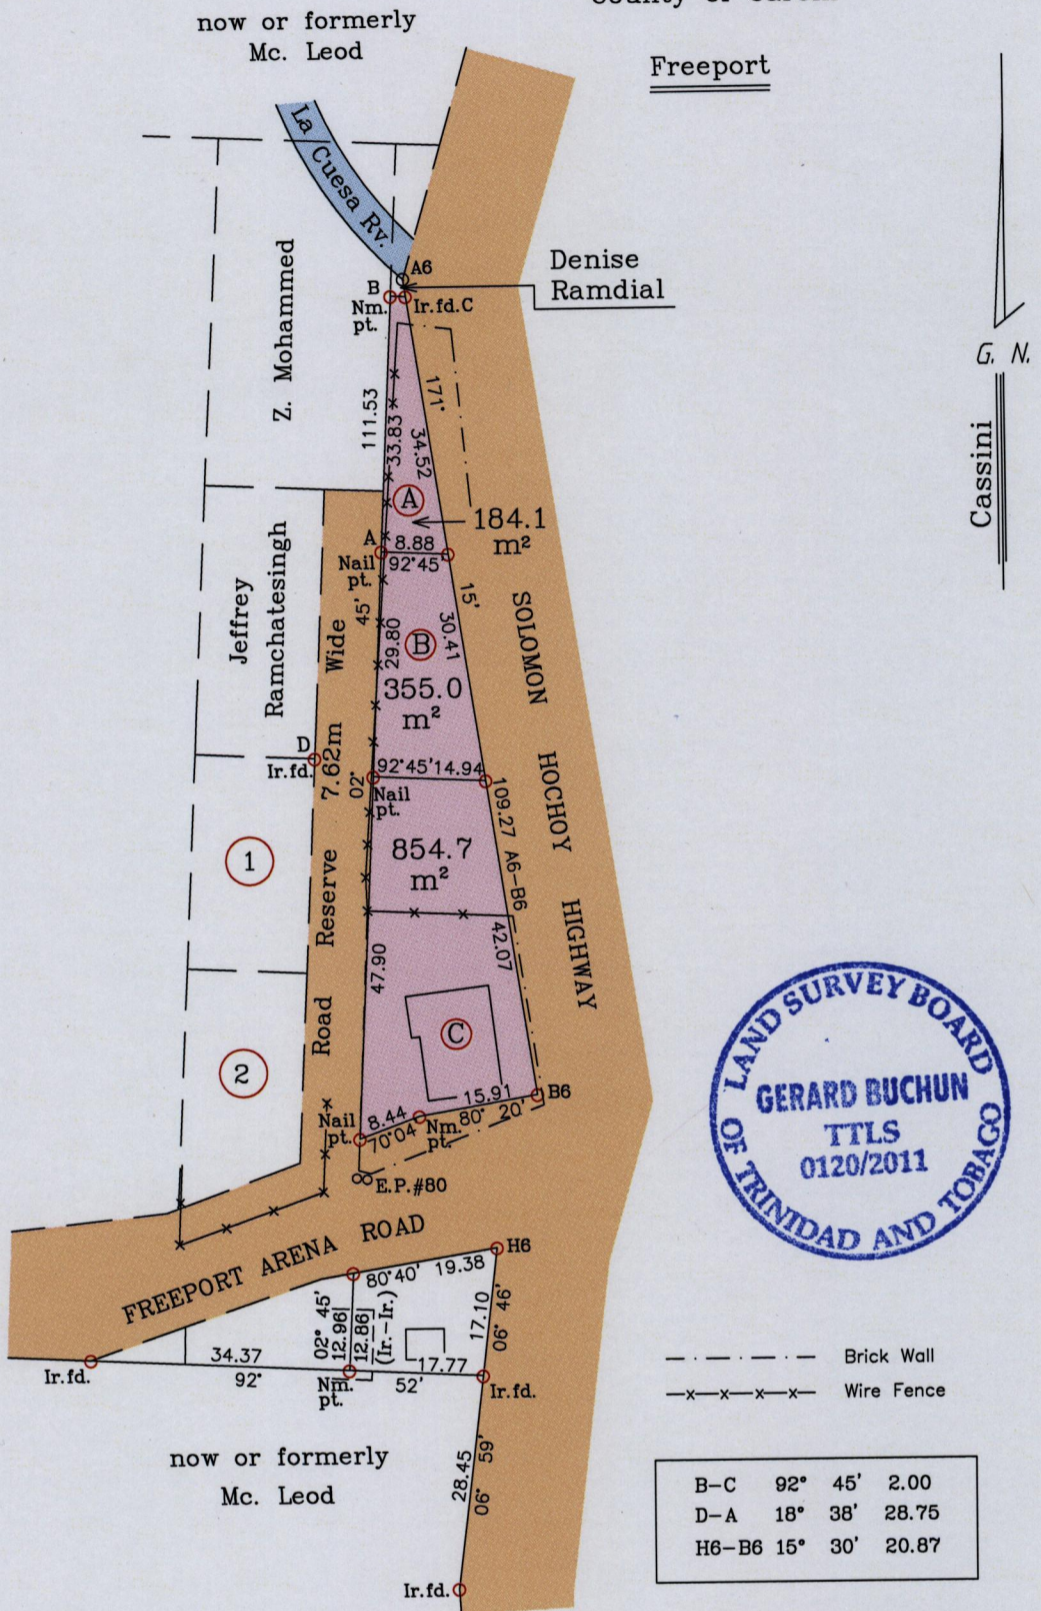 now or formerly
Mc. Leod
Freeport
La Cuesa Rv.
A6
B
Nm.
pt.
Ir.fd.C
Denise
Ramdial
G. N.
Cassini
Z. Mohammed
111.53
33.83
171°
34.52
A
184.1
m²
A
8.88
Nail
pt.
92°45'
Jeffrey
Ramchatesingh
45'
29.80
15'
30.41
B
355.0
m²
D
Ir.fd.
02°
92°45'
14.94
Nail
pt.
Road Reserve 7.62m Wide
SOLOMON HOCHOY HIGHWAY
109.27 A6-B6
1
854.7
m²
47.90
42.07
C
2
Nail
pt.
8.44
70°04'
Nm.
pt.
15.91
80° 20'
B6
E.P.#80
FREEPORT ARENA ROAD
H6
80°40'
19.38
02° 45'
12.96
12.86
(Ir.-Ir.)
17.10
06° 46'
Ir.fd.
34.37
92°
Nm.
pt.
17.77
52'
Ir.fd.
now or formerly
Mc. Leod
28.45
06° 59'
Ir.fd.
LAND SURVEY BOARD
GERARD BUCHUN
TTLS
0120/2011
OF TRINIDAD AND TOBAGO
Brick Wall
Wire Fence
B-C 92° 45' 2.00
D-A 18° 38' 28.75
H6-B6 15° 30' 20.87